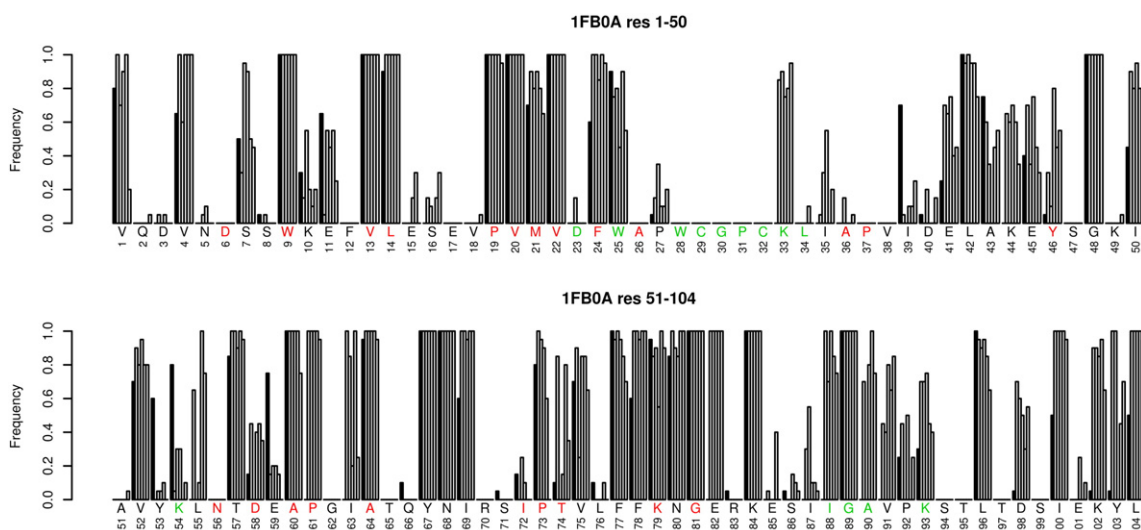 1FB0A res 1-50
Frequency
1.0
0.8
0.6
0.4
0.2
0.0
V Q D V N D S S W K E F V L E S E V P V M V D F W A P W C G P C K L I A P V I D E L A K E Y S G K I
1 2 3 4 5 6 7 8 9 10 11 12 13 14 15 16 17 18 19 20 21 22 23 24 25 26 27 28 29 30 31 32 33 34 35 36 37 38 39 40 41 42 43 44 45 46 47 48 49 50
1FB0A res 51-104
Frequency
1.0
0.8
0.6
0.4
0.2
0.0
A V Y K L N T D E A P G I A T Q Y N I R S I P T V L F F K N G E R K E S I I G A V P K S T L T D S I E K Y L
51 52 53 54 55 56 57 58 59 60 61 62 63 64 65 66 67 68 69 70 71 72 73 74 75 76 77 78 79 80 81 82 83 84 85 86 87 88 89 90 91 92 93 94 95 96 97 98 99 00 01 02 03 04